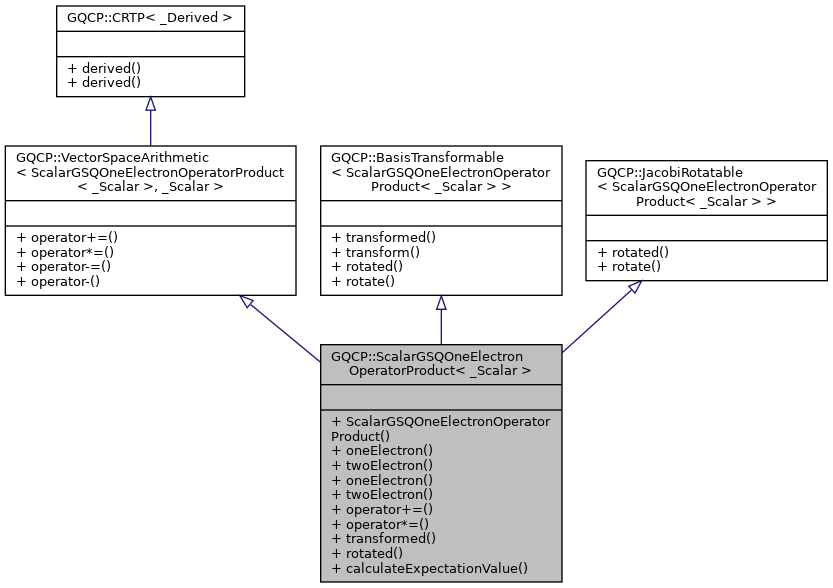 GQCP::CRTP< _Derived >
+ derived()
+ derived()
GQCP::VectorSpaceArithmetic
< ScalarGSQOneElectronOperatorProduct
< _Scalar >, _Scalar >
+ operator+=()
+ operator*=()
+ operator-=()
+ operator-()
GQCP::BasisTransformable
< ScalarGSQOneElectronOperator
Product< _Scalar > >
+ transformed()
+ transform()
+ rotated()
+ rotate()
GQCP::JacobiRotatable
< ScalarGSQOneElectronOperator
Product< _Scalar > >
+ rotated()
+ rotate()
GQCP::ScalarGSQOneElectron
OperatorProduct< _Scalar >
+ ScalarGSQOneElectronOperator
Product()
+ oneElectron()
+ twoElectron()
+ oneElectron()
+ twoElectron()
+ operator+=()
+ operator*=()
+ transformed()
+ rotated()
+ calculateExpectationValue()